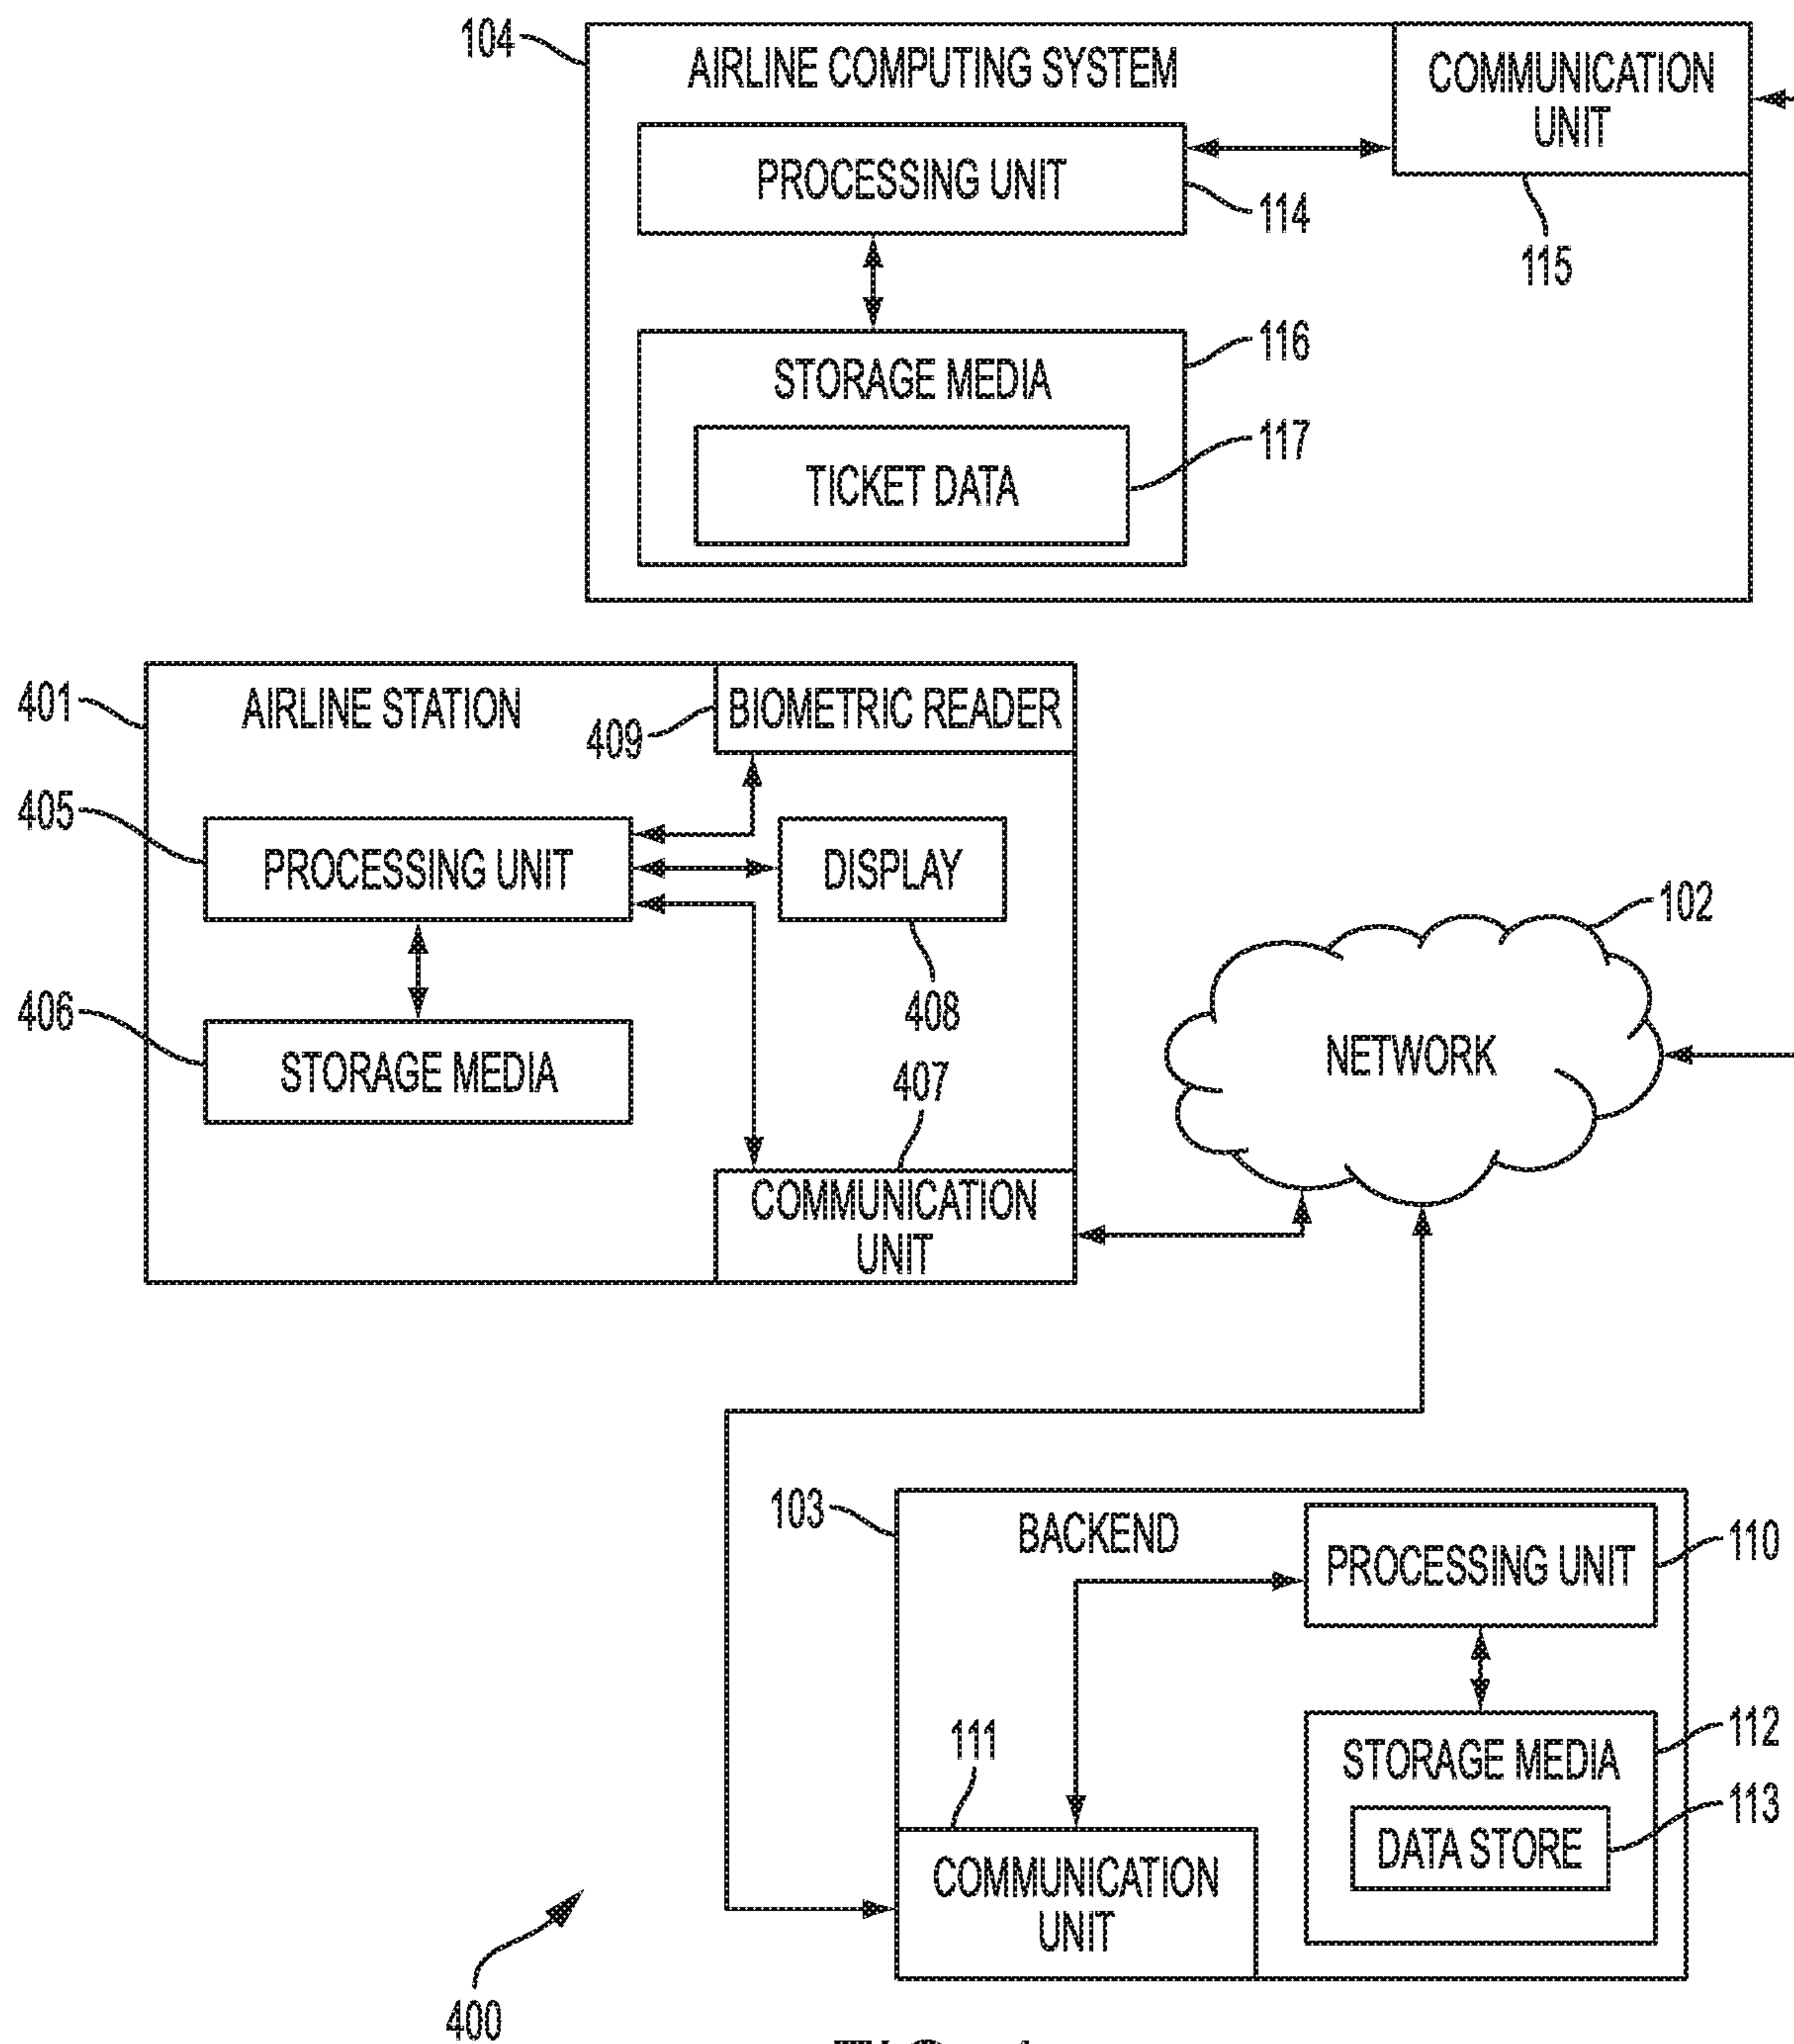 104
AIRLINE COMPUTING SYSTEM
COMMUNICATION
UNIT
PROCESSING UNIT
114
115
STORAGE MEDIA
116
TICKET DATA
117
401
AIRLINE STATION
409
BIOMETRIC READER
405
PROCESSING UNIT
DISPLAY
408
406
STORAGE MEDIA
407
COMMUNICATION
UNIT
102
NETWORK
103
BACKEND
PROCESSING UNIT
110
111
STORAGE MEDIA
112
DATA STORE
113
COMMUNICATION
UNIT
400